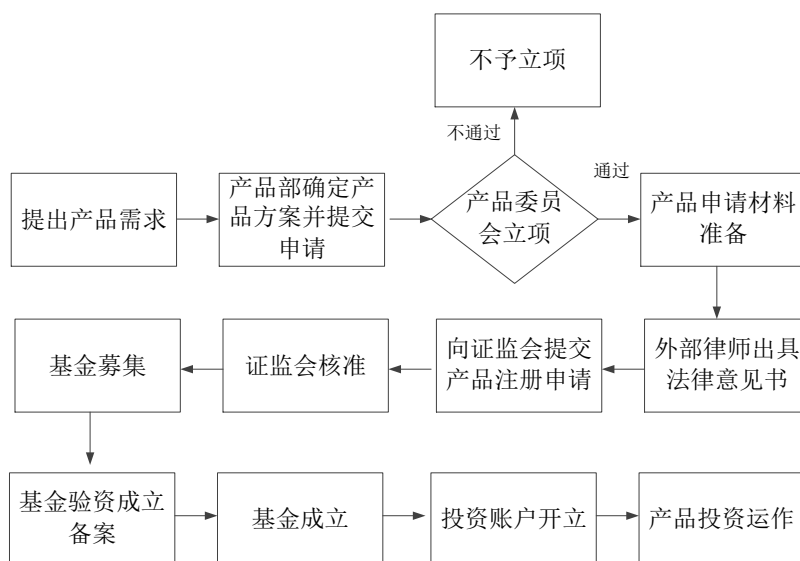 不予立项
不通过
通过
提出产品需求
产品部确定产
品方案并提交
申请
产品委员
会立项
产品申请材料
准备
基金募集
证监会核准
向证监会提交
产品注册申请
外部律师出具
法律意见书
基金验资成立
备案
基金成立
投资账户开立
产品投资运作